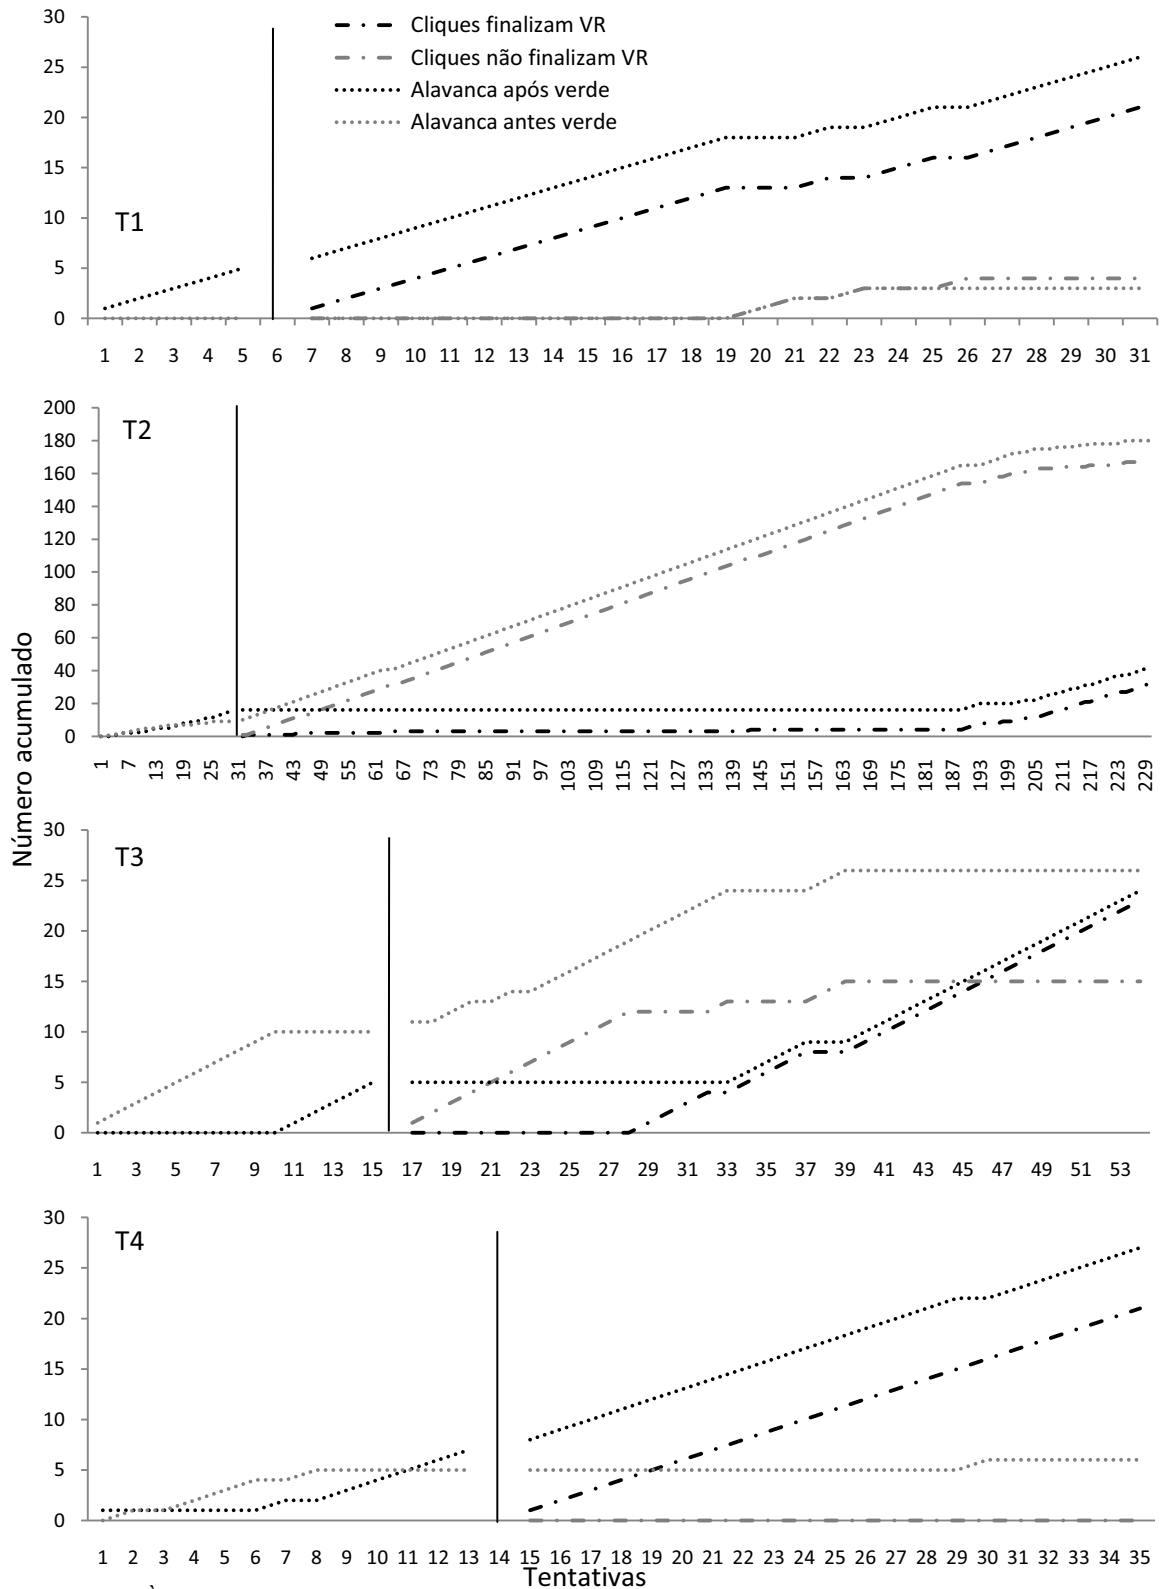 30
25
20
15
10
5
0
Cliques finalizam VR
Cliques não finalizam VR
Alavanca após verde
Alavanca antes verde
T1
1 2 3 4 5 6 7 8 9 10 11 12 13 14 15 16 17 18 19 20 21 22 23 24 25 26 27 28 29 30 31
200
180
160
140
120
100
80
60
40
20
0
T2
1 7 13 19 25 31 37 43 49 55 61 67 73 79 85 91 97 103 109 115 121 127 133 139 145 151 157 163 169 175 181 187 193 199 205 211 217 223 229
Número acumulado
30
25
20
15
10
5
0
T3
1 3 5 7 9 11 13 15 17 19 21 23 25 27 29 31 33 35 37 39 41 43 45 47 49 51 53
30
25
20
15
10
5
0
T4
1 2 3 4 5 6 7 8 9 10 11 12 13 14 15 16 17 18 19 20 21 22 23 24 25 26 27 28 29 30 31 32 33 34 35
Tentativas